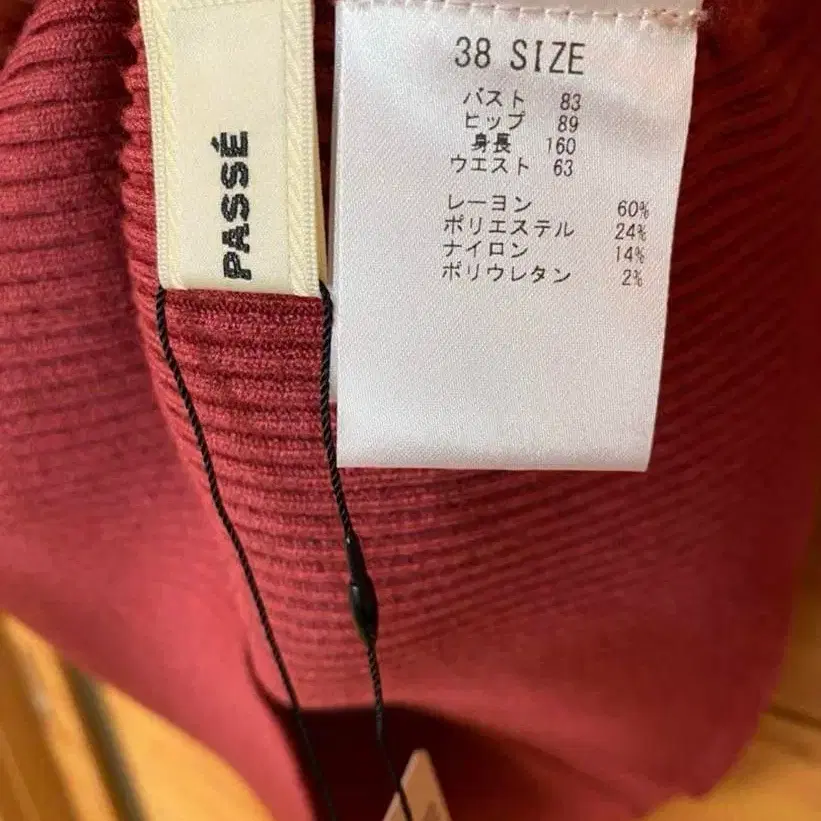 PASSÉ
38 SIZE
バスト 83
ヒップ 89
身長 160
ウエスト 63
レーヨン 60%
ポリエステル 24%
ナイロン 14%
ポリウレタン 2%